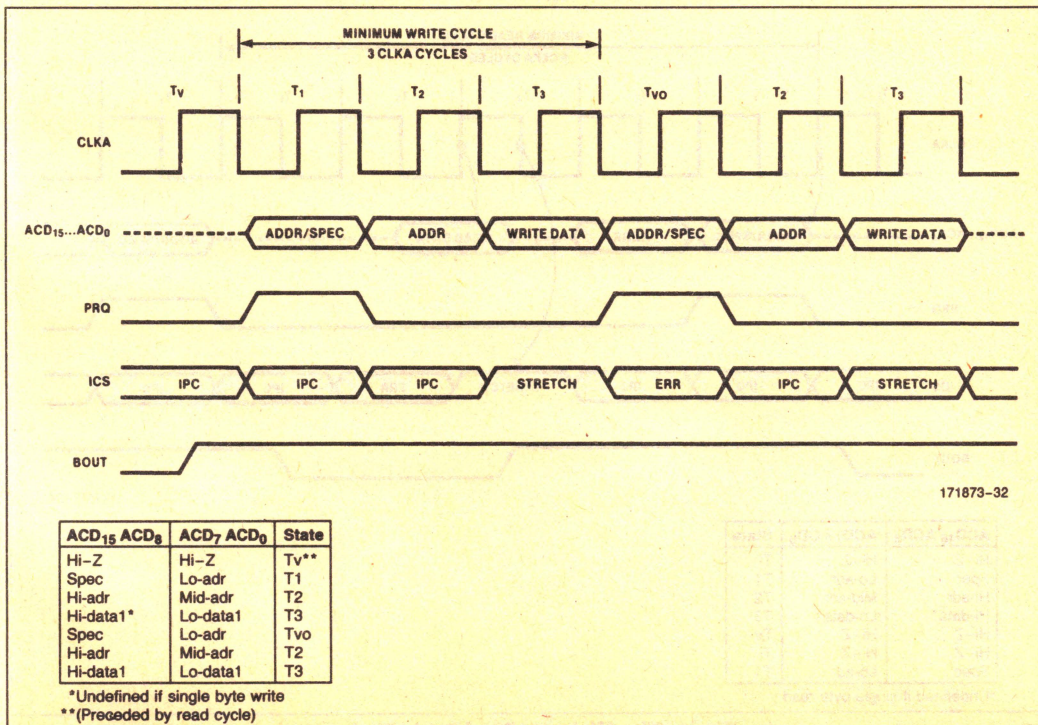 MINIMUM WRITE CYCLE
3 CLKA CYCLES
TV T1 T2 T3 TVO T2 T3
CLKA
ACD15...ACD0 ADDR/SPEC ADDR WRITE DATA ADDR/SPEC ADDR WRITE DATA
PRQ
ICS IPC IPC IPC STRETCH ERR IPC STRETCH
BOUT
171873-32
ACD15 ACD8 ACD7 ACD0 State
Hi-Z Hi-Z Tv**
Spec Lo-adr T1
Hi-adr Mid-adr T2
Hi-data1* Lo-data1 T3
Spec Lo-adr Tvo
Hi-adr Mid-adr T2
Hi-data1 Lo-data1 T3
*Undefined if single byte write
**(Preceded by read cycle)